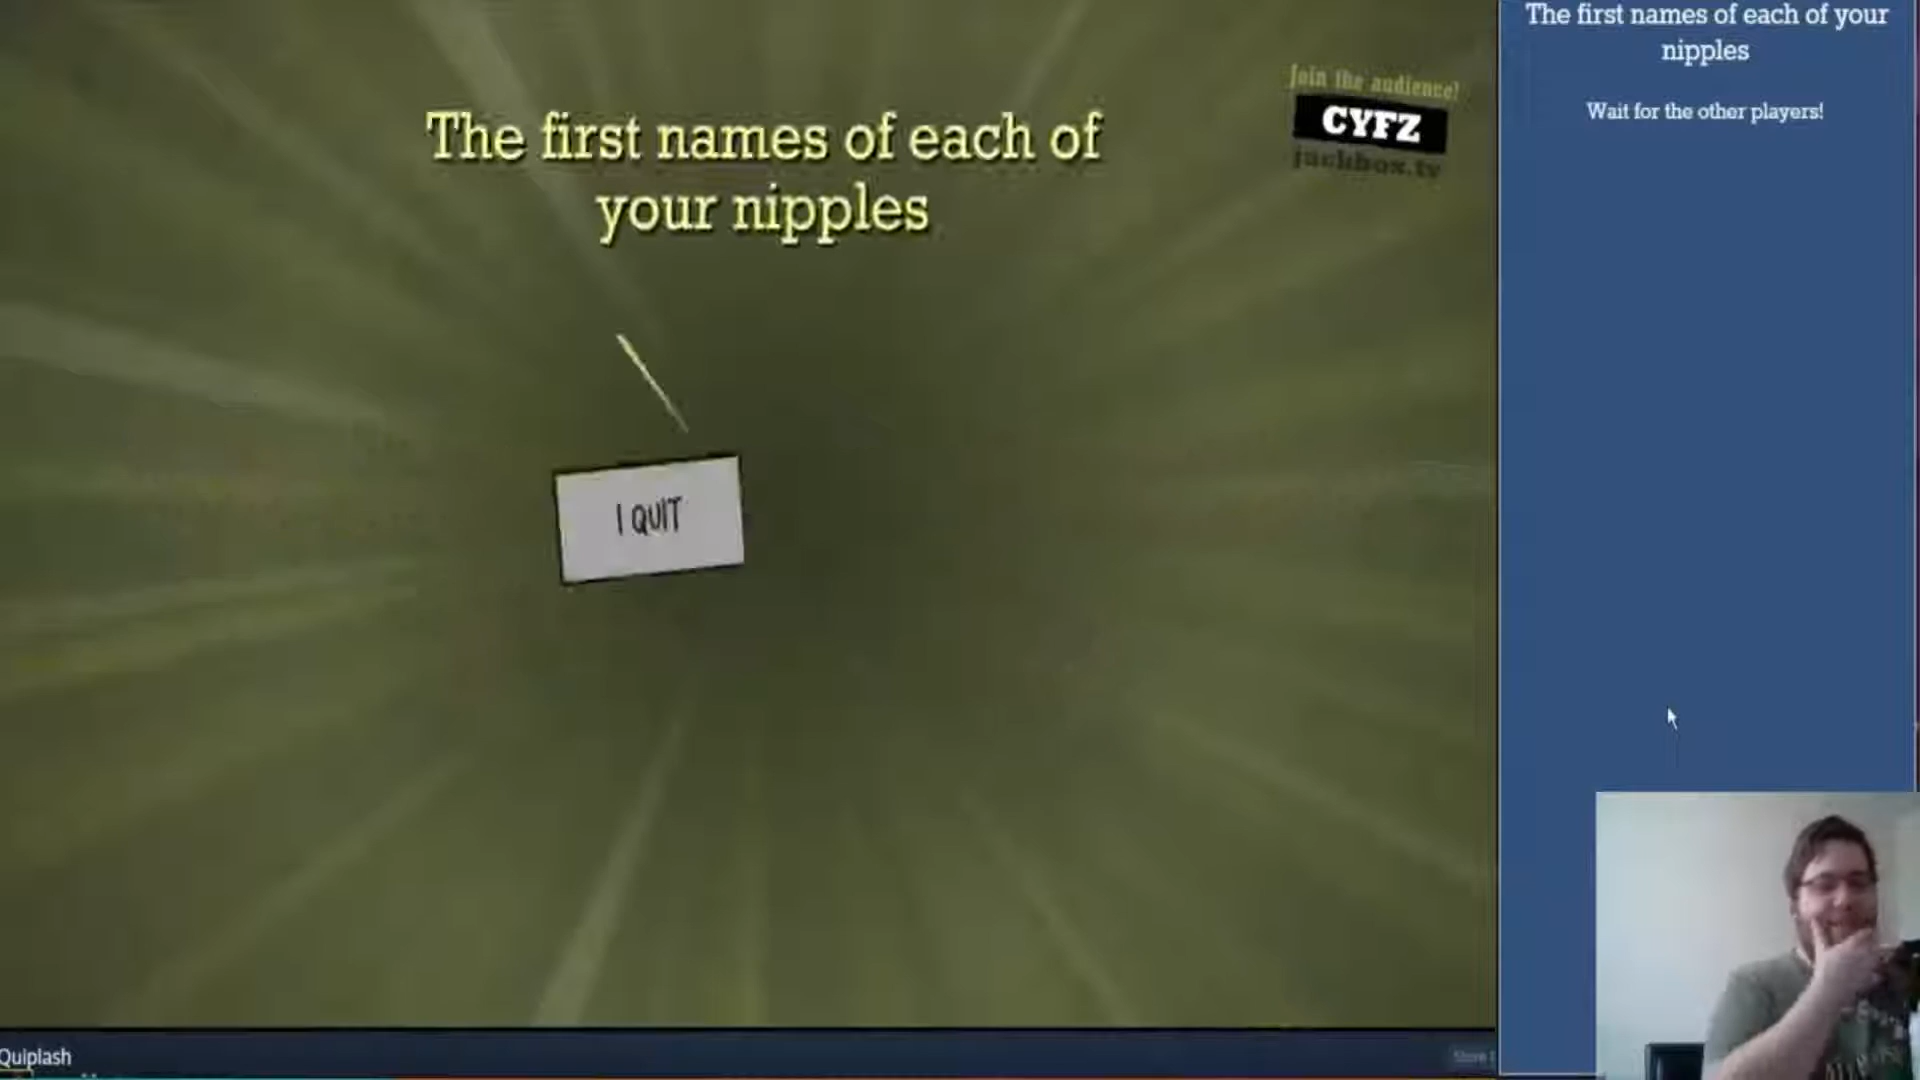 The first names of each of
your nipples
Join the audience!
CYFZ
jackbox.tv
I QUIT
The first names of each of your
nipples
Wait for the other players!
Quiplash
Store